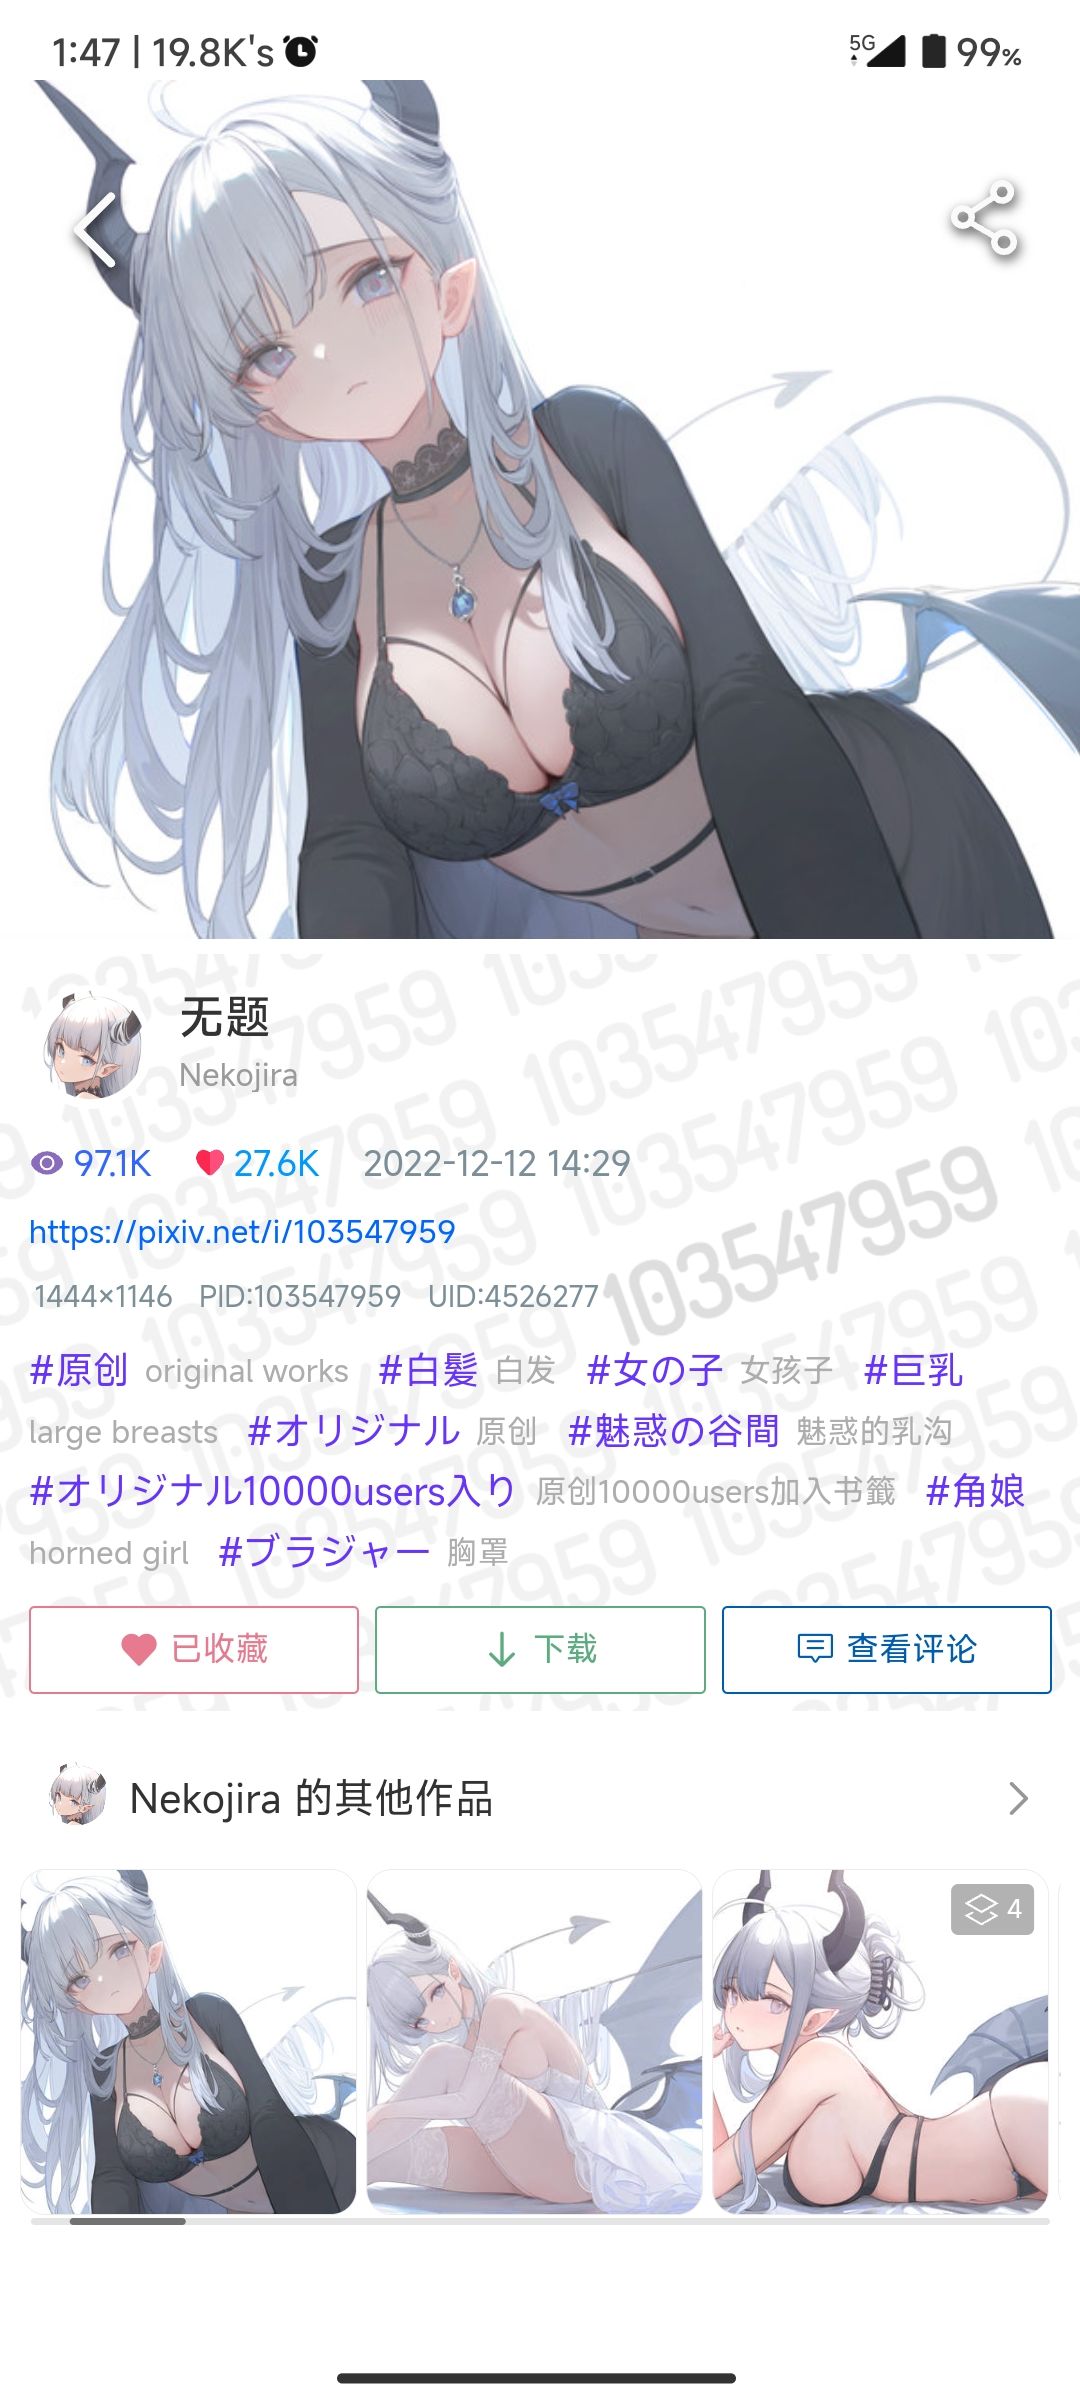 1:47 | 19.8K's
5G 99%
无题
Nekojira
97.1K 27.6K 2022-12-12 14:29
https://pixiv.net/i/103547959
1444×1146 PID:103547959 UID:4526277
103547959
#原创 original works #白髪 白发 #女の子 女孩子 #巨乳
large breasts #オリジナル 原创 #魅惑の谷間 魅惑的乳沟
#オリジナル10000users入り 原创10000users加入书籤 #角娘
horned girl #ブラジャー 胸罩
已收藏 下载 查看评论
Nekojira 的其他作品
4